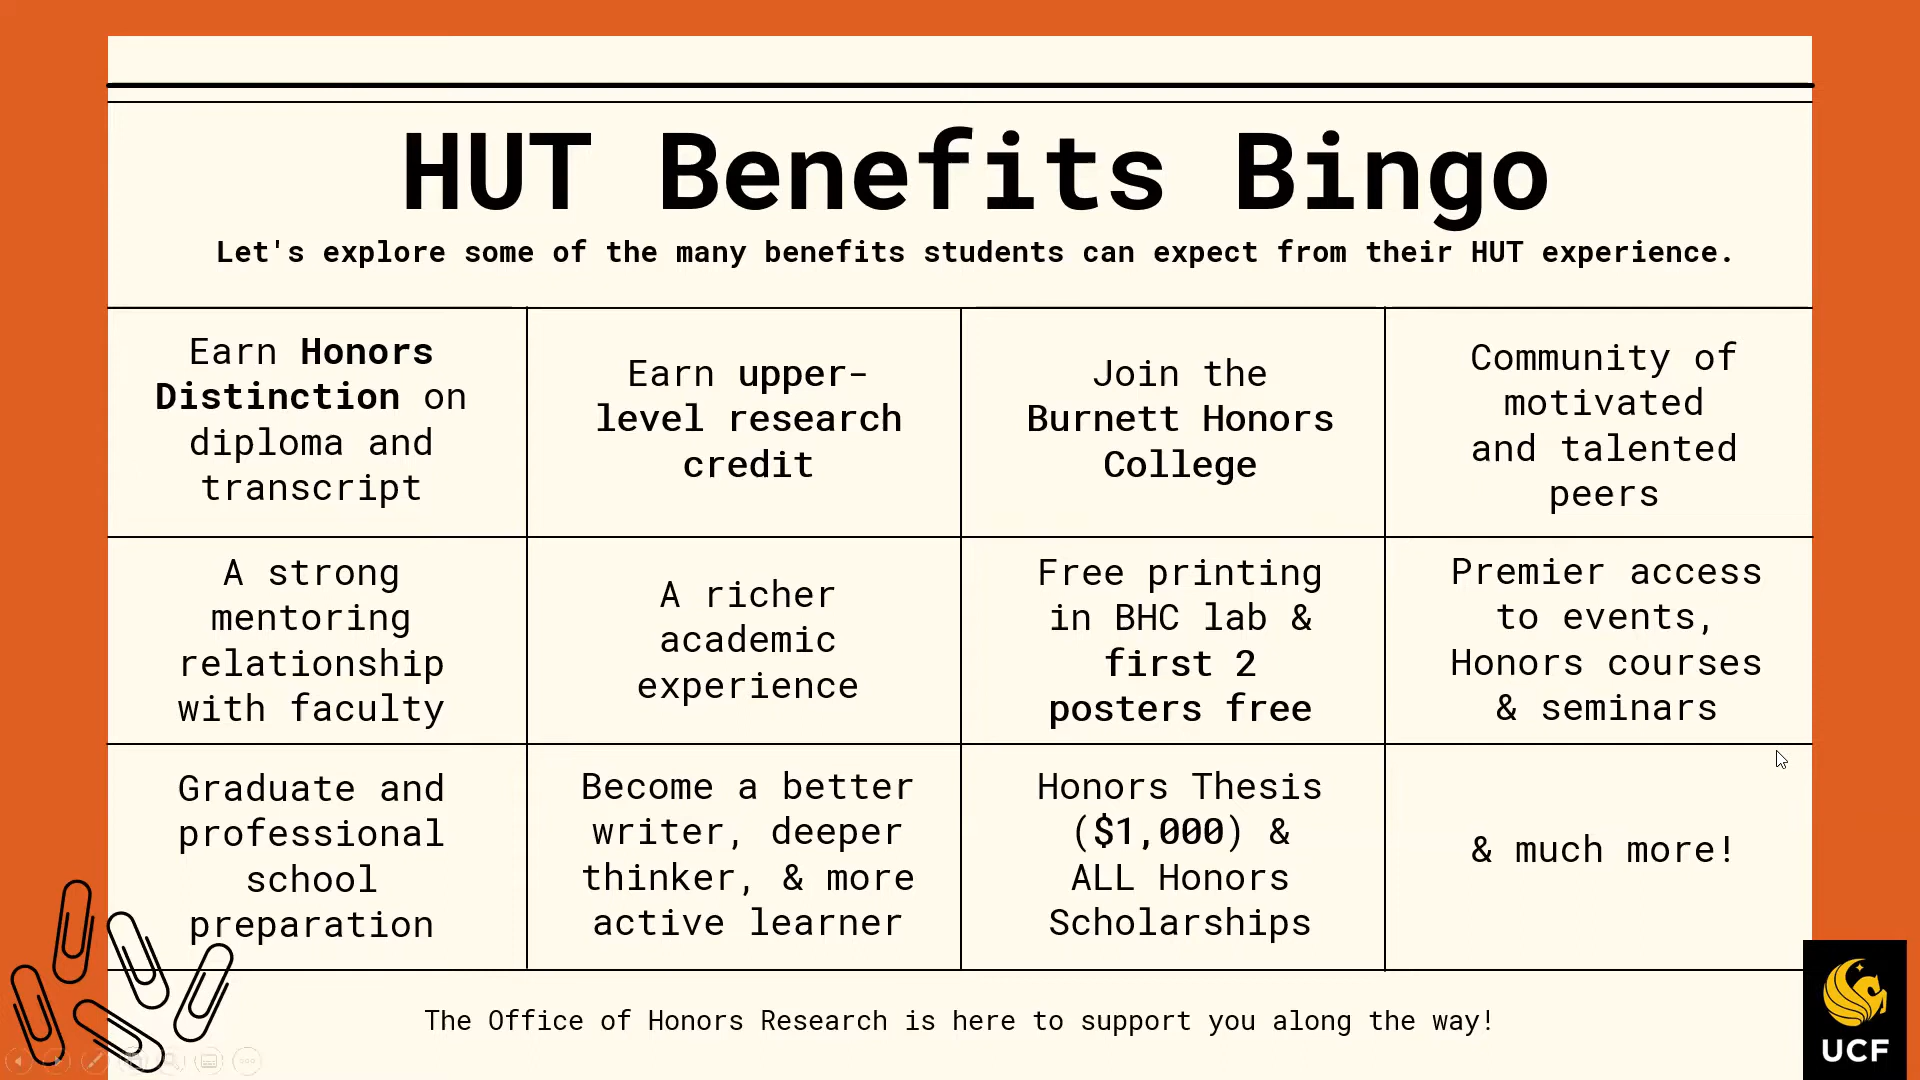 HUT Benefits Bingo
Let's explore some of the many benefits students can expect from their HUT experience.
Earn Honors
Distinction on
diploma and
transcript
Earn upper-
level research
credit
Join the
Burnett Honors
College
Community of
motivated
and talented
peers
A strong
mentoring
relationship
with faculty
A richer
academic
experience
Free printing
in BHC lab &
first 2
posters free
Premier access
to events,
Honors courses
& seminars
Graduate and
professional
school
preparation
Become a better
writer, deeper
thinker, & more
active learner
Honors Thesis
($1,000) &
ALL Honors
Scholarships
& much more!
The Office of Honors Research is here to support you along the way!
UCF